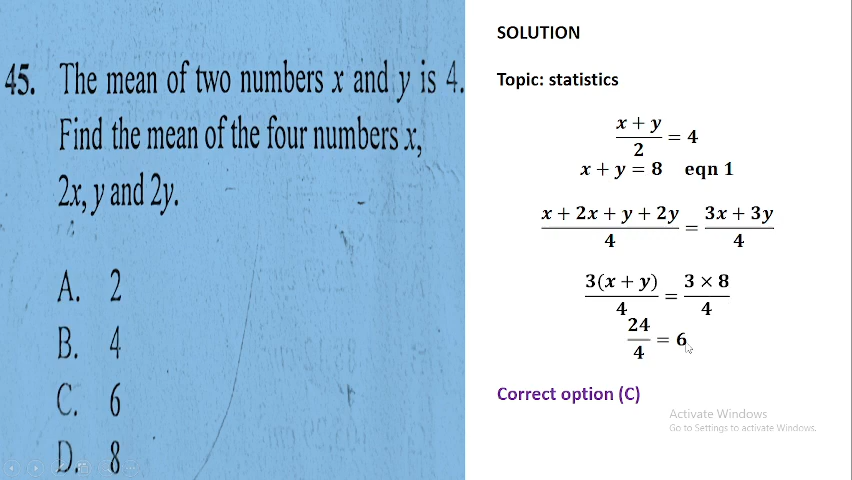 45. The mean of two numbers x and y is 4.
Find the mean of the four numbers x,
2x, y and 2y.
A. 2
B. 4
C. 6
D. 8
SOLUTION
Topic: statistics
x + y / 2 = 4
x + y = 8 eqn 1
x + 2x + y + 2y / 4 = 3x + 3y / 4
3(x + y) / 4 = 3 × 8 / 4
24 / 4 = 6
Correct option (C)
Activate Windows
Go to Settings to activate Windows.